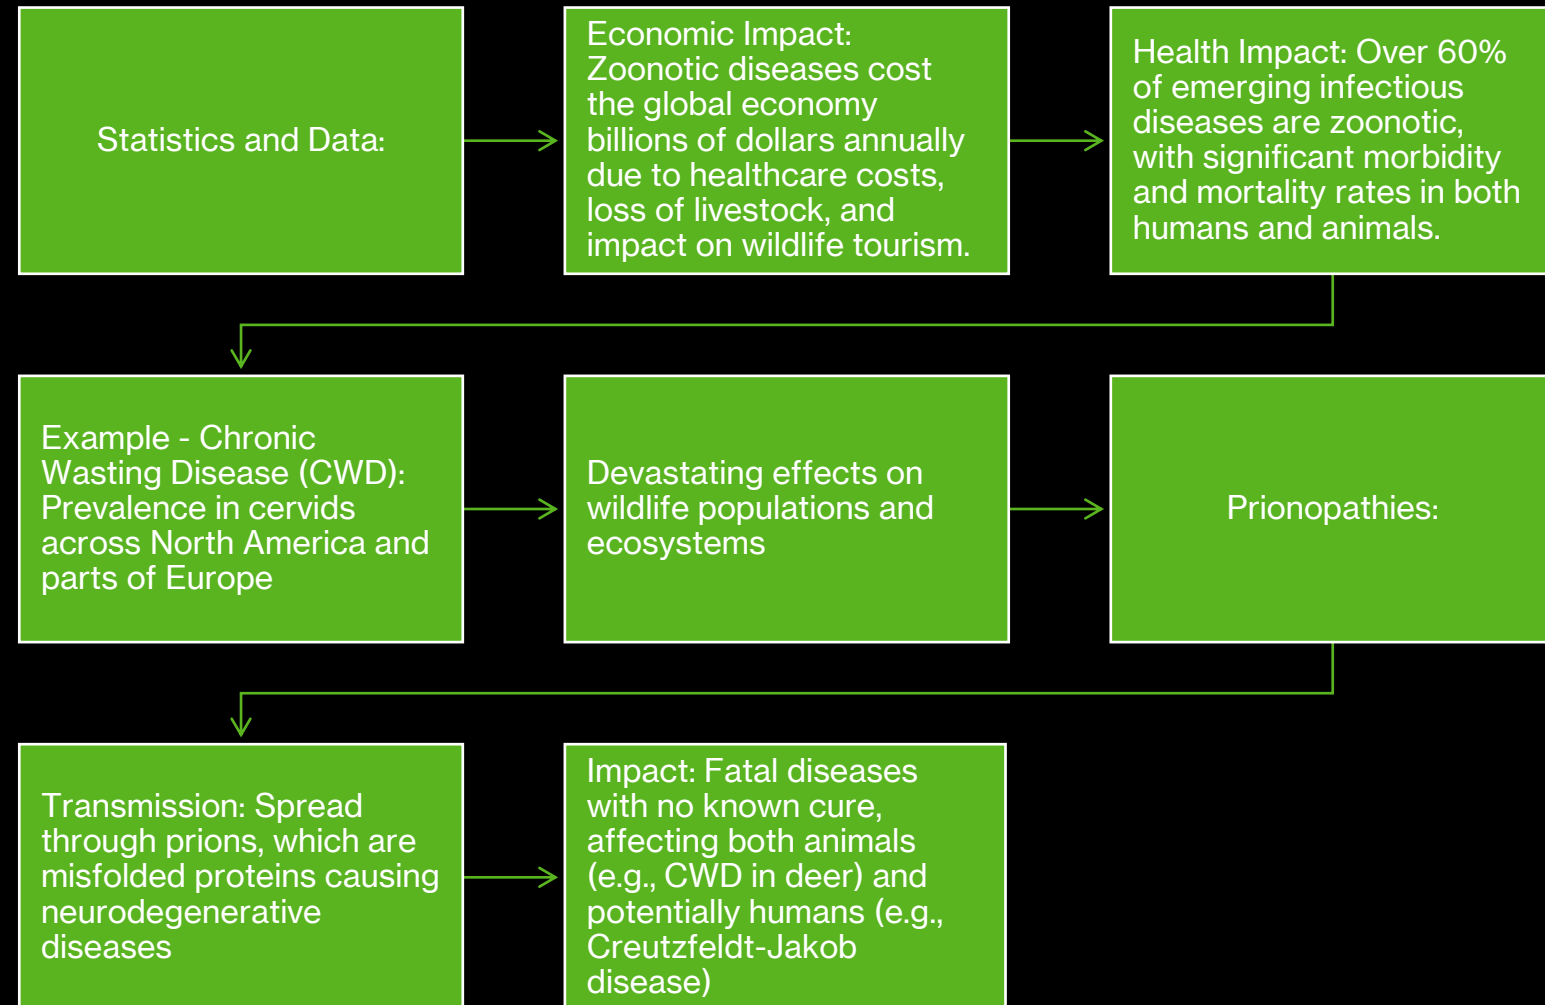 Statistics and Data:
Economic Impact:
Zoonotic diseases cost
the global economy
billions of dollars annually
due to healthcare costs,
loss of livestock, and
impact on wildlife tourism.
Health Impact: Over 60%
of emerging infectious
diseases are zoonotic,
with significant morbidity
and mortality rates in both
humans and animals.
Example - Chronic
Wasting Disease (CWD):
Prevalence in cervids
across North America and
parts of Europe
Devastating effects on
wildlife populations and
ecosystems
Prionopathies:
Transmission: Spread
through prions, which are
misfolded proteins causing
neurodegenerative
diseases
Impact: Fatal diseases
with no known cure,
affecting both animals
(e.g., CWD in deer) and
potentially humans (e.g.,
Creutzfeldt-Jakob
disease)